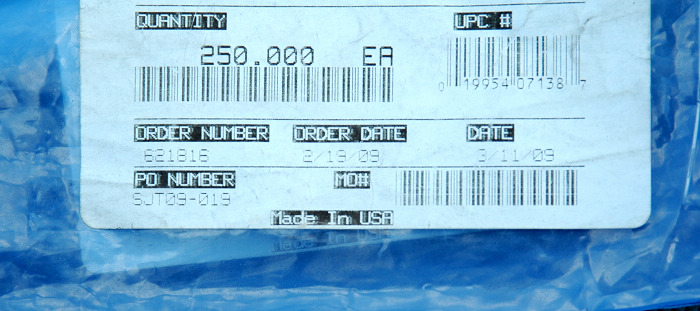 QUANTITY UPC #
250.000 EA
0 19954 07138 7
ORDER NUMBER ORDER DATE DATE
621816 2/19/09 3/11/09
PO NUMBER MO#
SJT09-019
Made In USA